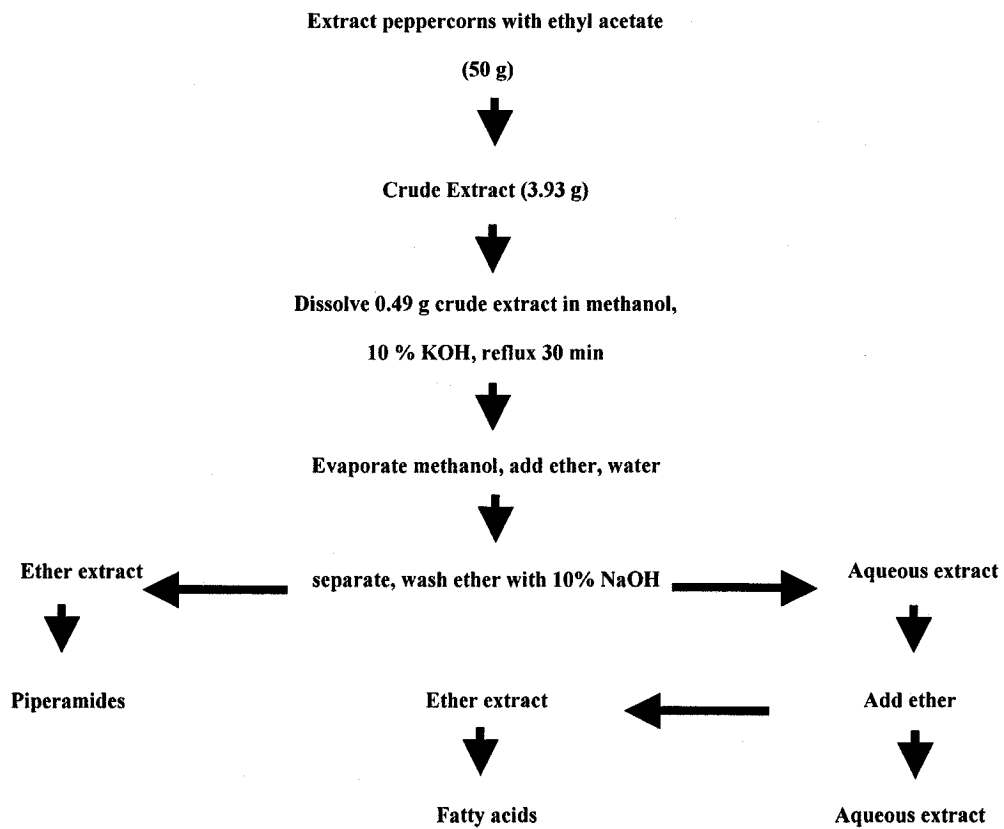 Extract peppercorns with ethyl acetate
(50 g)
Crude Extract (3.93 g)
Dissolve 0.49 g crude extract in methanol,
10 % KOH, reflux 30 min
Evaporate methanol, add ether, water
Ether extract
separate, wash ether with 10% NaOH
Aqueous extract
Piperamides
Ether extract
Add ether
Fatty acids
Aqueous extract